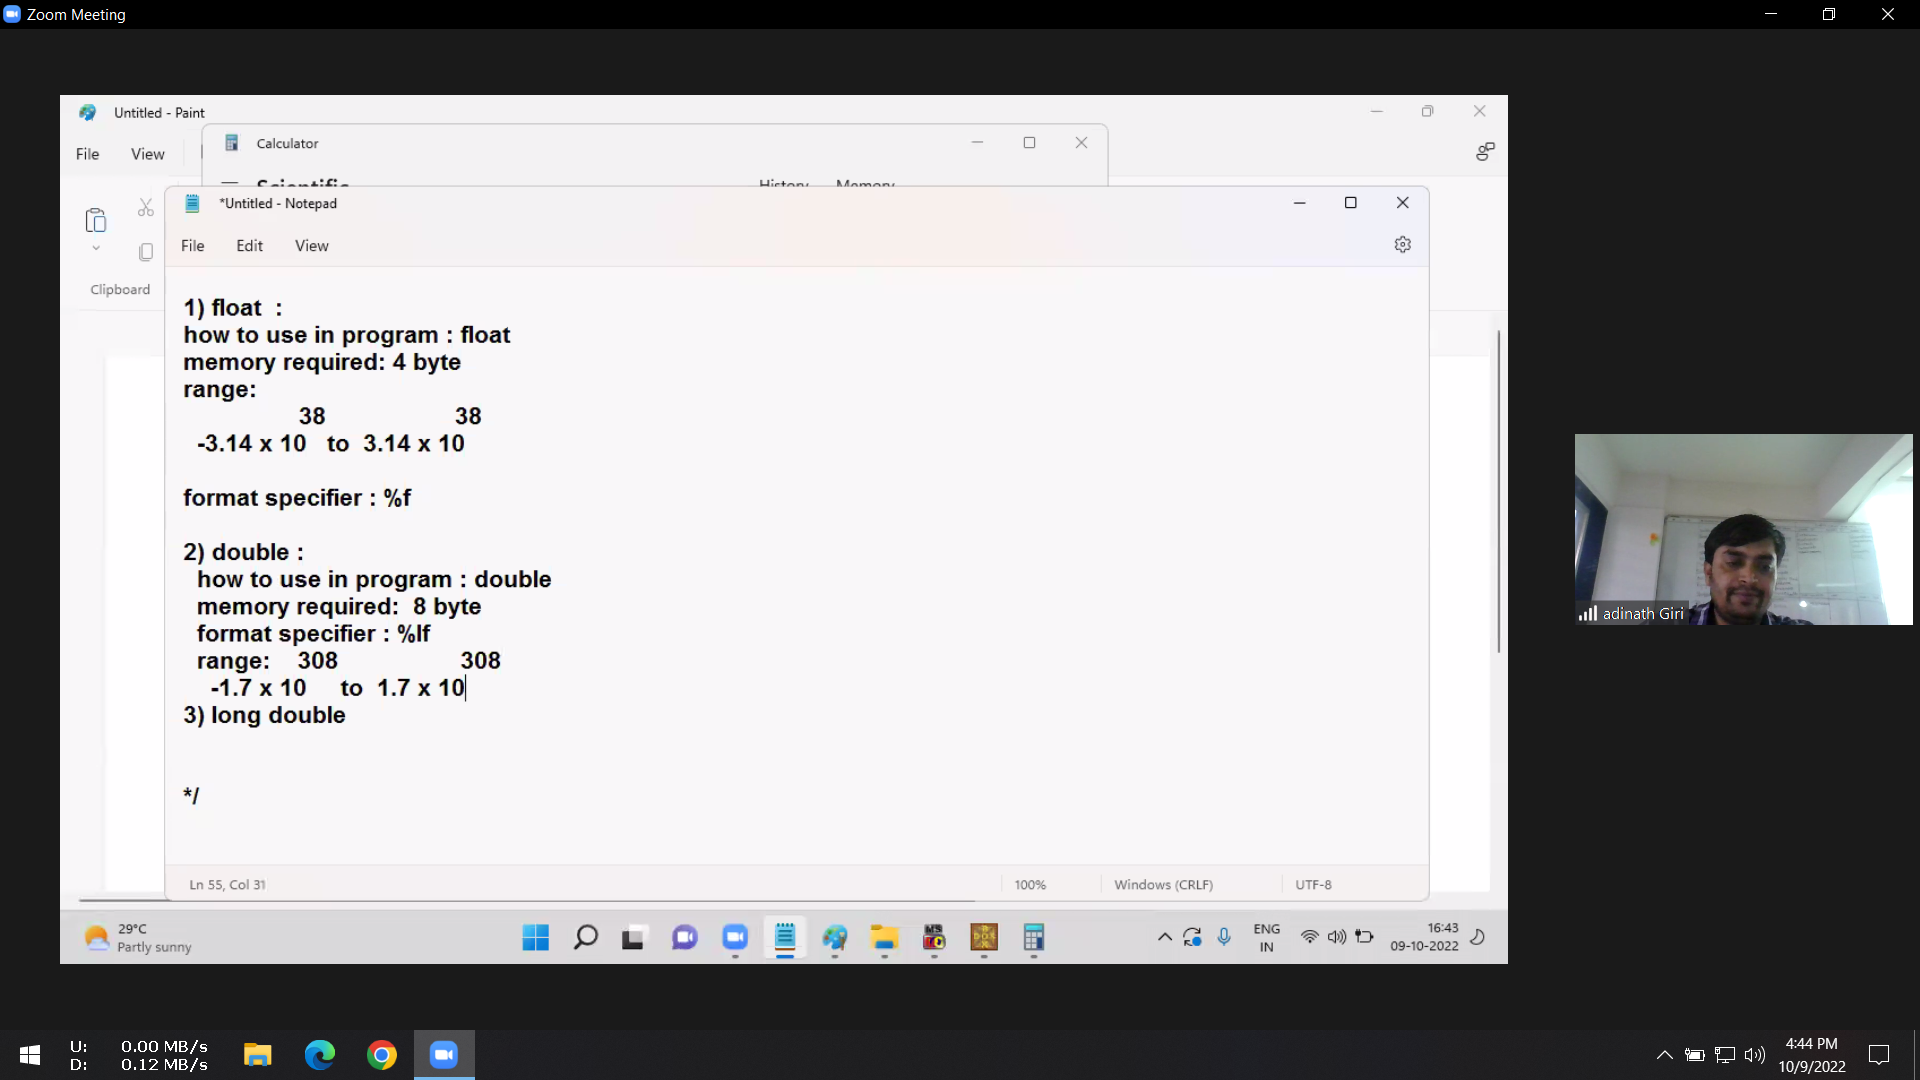 Zoom Meeting
Untitled - Paint
File View
Calculator
Scientific History Memory
Clipboard
*Untitled - Notepad
File Edit View
1) float  :
how to use in program : float
memory required: 4 byte
range:
38 38
-3.14 x 10   to  3.14 x 10
format specifier : %f
2) double :
how to use in program : double
memory required:  8 byte
format specifier : %lf
range:    308 308
-1.7 x 10     to  1.7 x 10
3) long double
*/
Ln 55, Col 31 100% Windows (CRLF) UTF-8
29°C
Partly sunny
ENG
IN
16:43
09-10-2022
adinath Giri
U: 0.00 MB/s
D: 0.12 MB/s
4:44 PM
10/9/2022